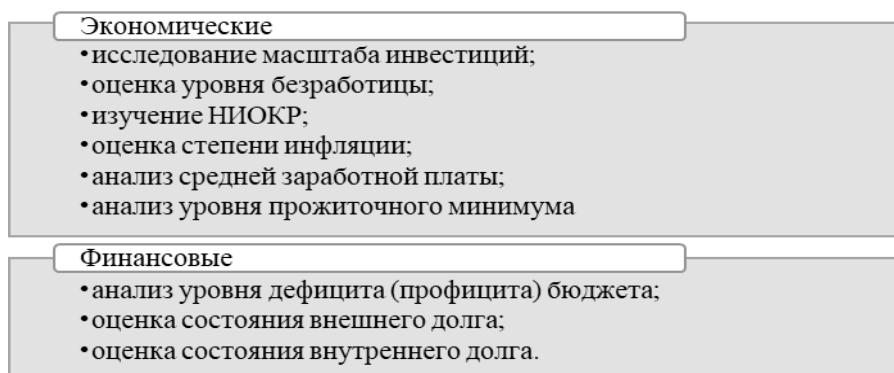 Экономические
•исследование масштаба инвестиций;
•оценка уровня безработицы;
•изучение НИОКР;
•оценка степени инфляции;
•анализ средней заработной платы;
•анализ уровня прожиточного минимума
Финансовые
•анализ уровня дефицита (профицита) бюджета;
•оценка состояния внешнего долга;
•оценка состояния внутреннего долга.